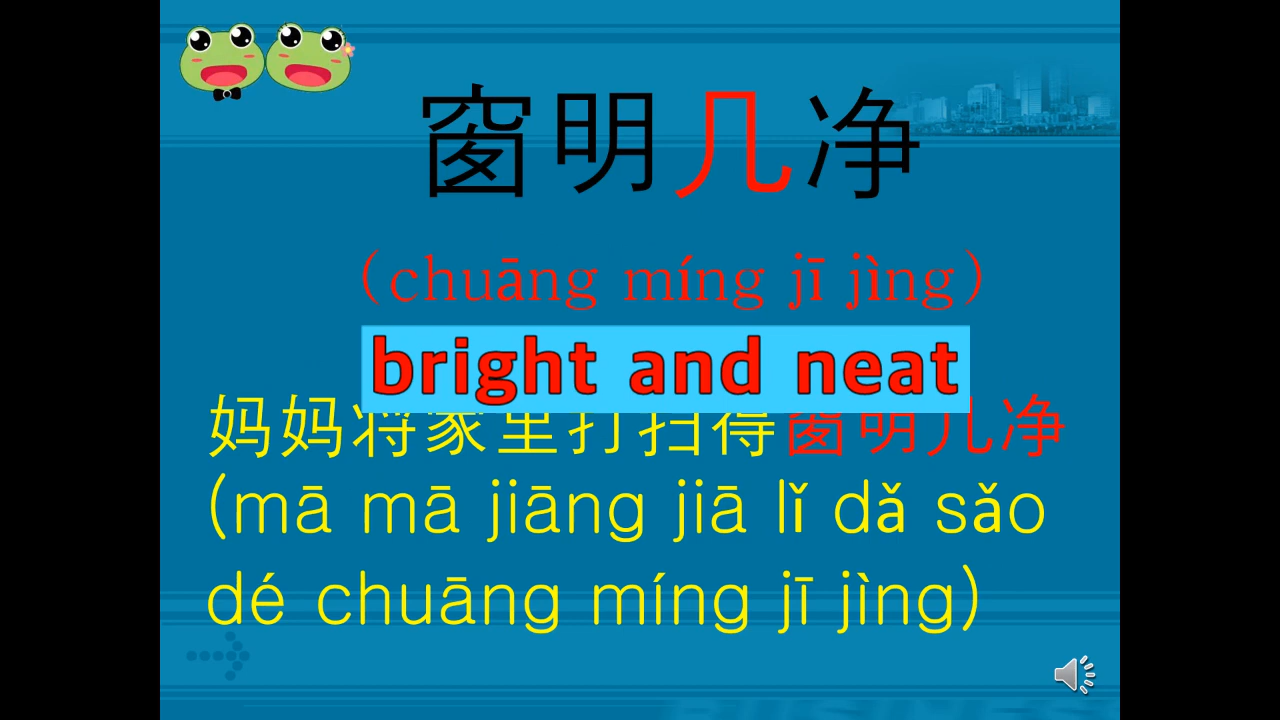 窗明几净
(chuāng míng jī jìng)
bright and neat
妈妈将家里打扫得窗明几净
(mā mā jiāng jiā lǐ dǎ sǎo
dé chuāng míng jī jìng)
BUSINESS